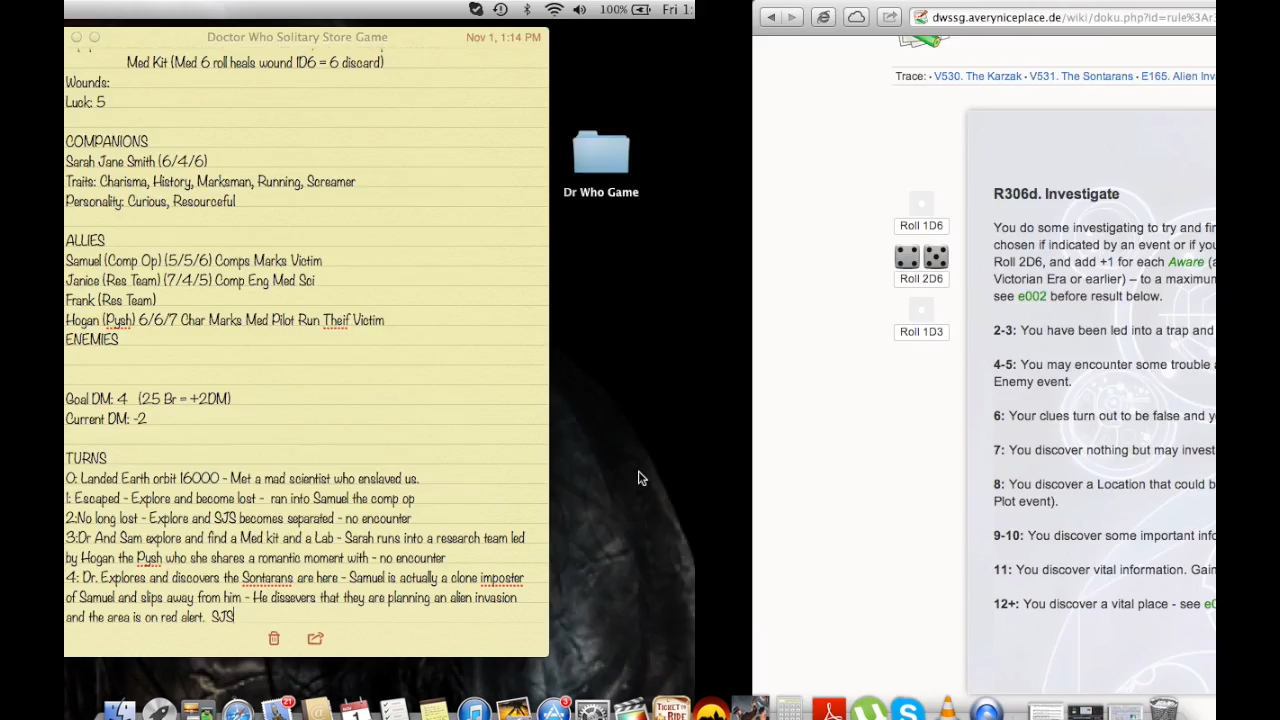 100% Fri 1:
Doctor Who Solitary Store Game
Nov 1, 1:14 PM
Med Kit (Med 6 roll heals wound 1D6 = 6 discard)
Wounds:
Luck: 5
COMPANIONS
Sarah Jane Smith (6/4/6)
Traits: Charisma, History, Marksman, Running, Screamer
Personality: Curious, Resourceful
ALLIES
Samuel (Comp Op) (5/5/6) Comps Marks Victim
Janice (Res Team) (7/4/5) Comp Eng Med Sci
Frank (Res Team)
Hogan (Pysh) 6/6/7 Char Marks Med Pilot Run Theif Victim
ENEMIES
Goal DM: 4 (25 Br = +2DM)
Current DM: -2
TURNS
0: Landed Earth orbit 16000 - Met a mad scientist who enslaved us.
1: Escaped - Explore and become lost - ran into Samuel the comp op
2:No long lost - Explore and SJS becomes separated - no encounter
3:Dr And Sam explore and find a Med kit and a Lab - Sarah runs into a research team led
by Hogan the Pysh who she shares a romantic moment with - no encounter
4: Dr. Explores and discovers the Sontarans are here - Samuel is actually a clone imposter
of Samuel and slips away from him - He dissevers that they are planning an alien invasion
and the area is on red alert. SJS
Dr Who Game
dwssg.averyniceplace.de/wiki/doku.php?id=rule%3Ar3
Trace: • V530. The Karzak • V531. The Sontarans • E165. Alien Inv
Roll 1D6
Roll 2D6
Roll 1D3
R306d. Investigate
You do some investigating to try and fin
chosen if indicated by an event or if you
Roll 2D6, and add +1 for each Aware (a
Victorian Era or earlier) – to a maximum
see e002 before result below.
2-3: You have been led into a trap and
4-5: You may encounter some trouble a
Enemy event.
6: Your clues turn out to be false and y
7: You discover nothing but may invest
8: You discover a Location that could b
Plot event).
9-10: You discover some important info
11: You discover vital information. Gain
12+: You discover a vital place - see e0
21
3
TICKET TO RIDE